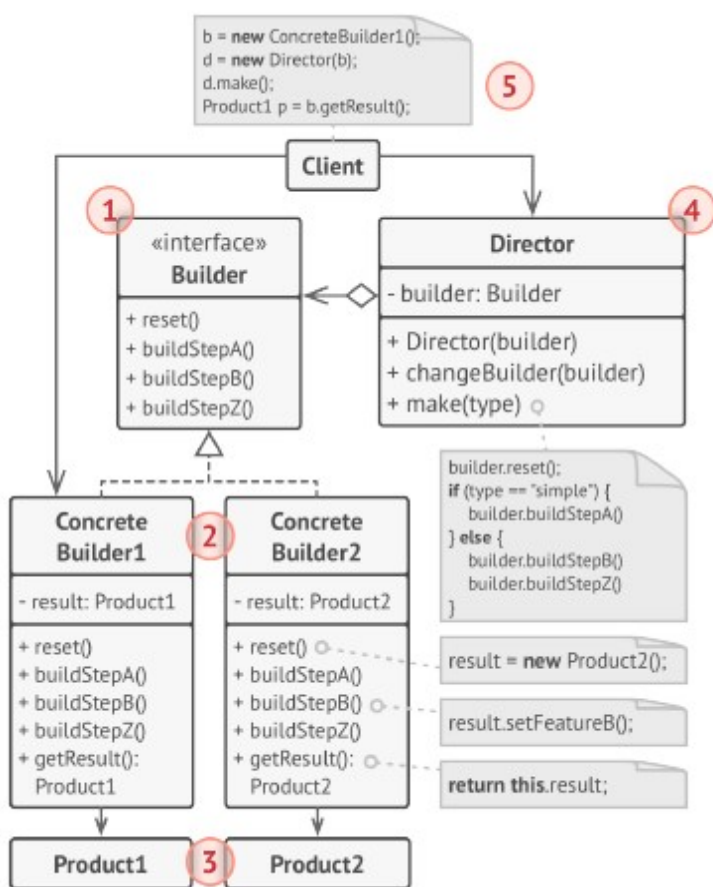 b = new ConcreteBuilder1();
d = new Director(b);
d.make();
Product1 p = b.getResult();
5
Client
1
«interface»
Builder
+ reset()
+ buildStepA()
+ buildStepB()
+ buildStepZ()
4
Director
- builder: Builder
+ Director(builder)
+ changeBuilder(builder)
+ make(type)
builder.reset();
if (type == "simple") {
builder.buildStepA()
} else {
builder.buildStepB()
builder.buildStepZ()
}
Concrete
Builder1
- result: Product1
+ reset()
+ buildStepA()
+ buildStepB()
+ buildStepZ()
+ getResult():
Product1
2
Concrete
Builder2
- result: Product2
+ reset()
+ buildStepA()
+ buildStepB()
+ buildStepZ()
+ getResult():
Product2
result = new Product2();
result.setFeatureB();
return this.result;
Product1
3
Product2